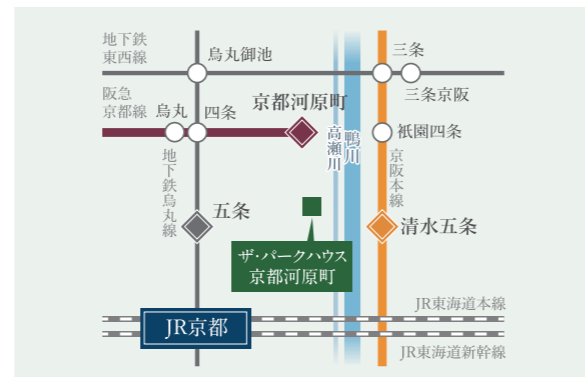 地下鉄
東西線
烏丸御池
三条
三条京阪
阪急
京都線
烏丸
四条
京都河原町
祇園四条
高瀬川
鴨川
京阪本線
地下鉄烏丸線
五条
清水五条
ザ・パークハウス
京都河原町
JR東海道本線
JR京都
JR東海道新幹線